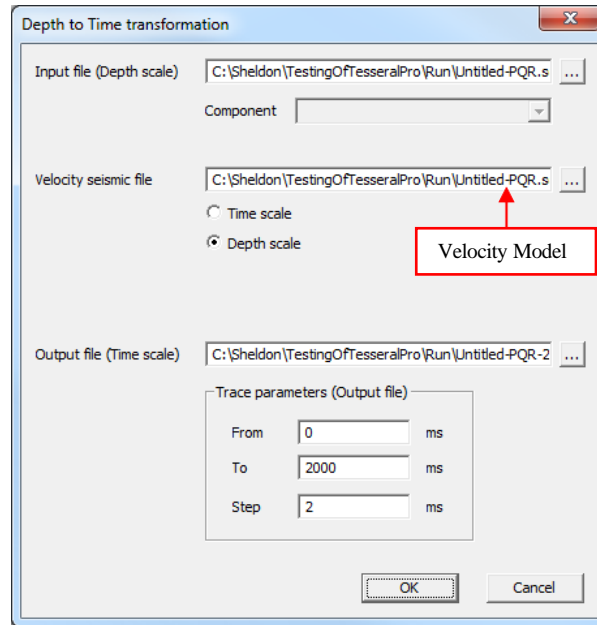 Depth to Time transformation
Input file (Depth scale) C:\Sheldon\TestingOfTesseralPro\Run\Untitled-PQR.s ...
Component
Velocity seismic file C:\Sheldon\TestingOfTesseralPro\Run\Untitled-PQR.s ...
Time scale
Depth scale
Velocity Model
Output file (Time scale) C:\Sheldon\TestingOfTesseralPro\Run\Untitled-PQR-2 ...
Trace parameters (Output file)
From 0 ms
To 2000 ms
Step 2 ms
OK Cancel